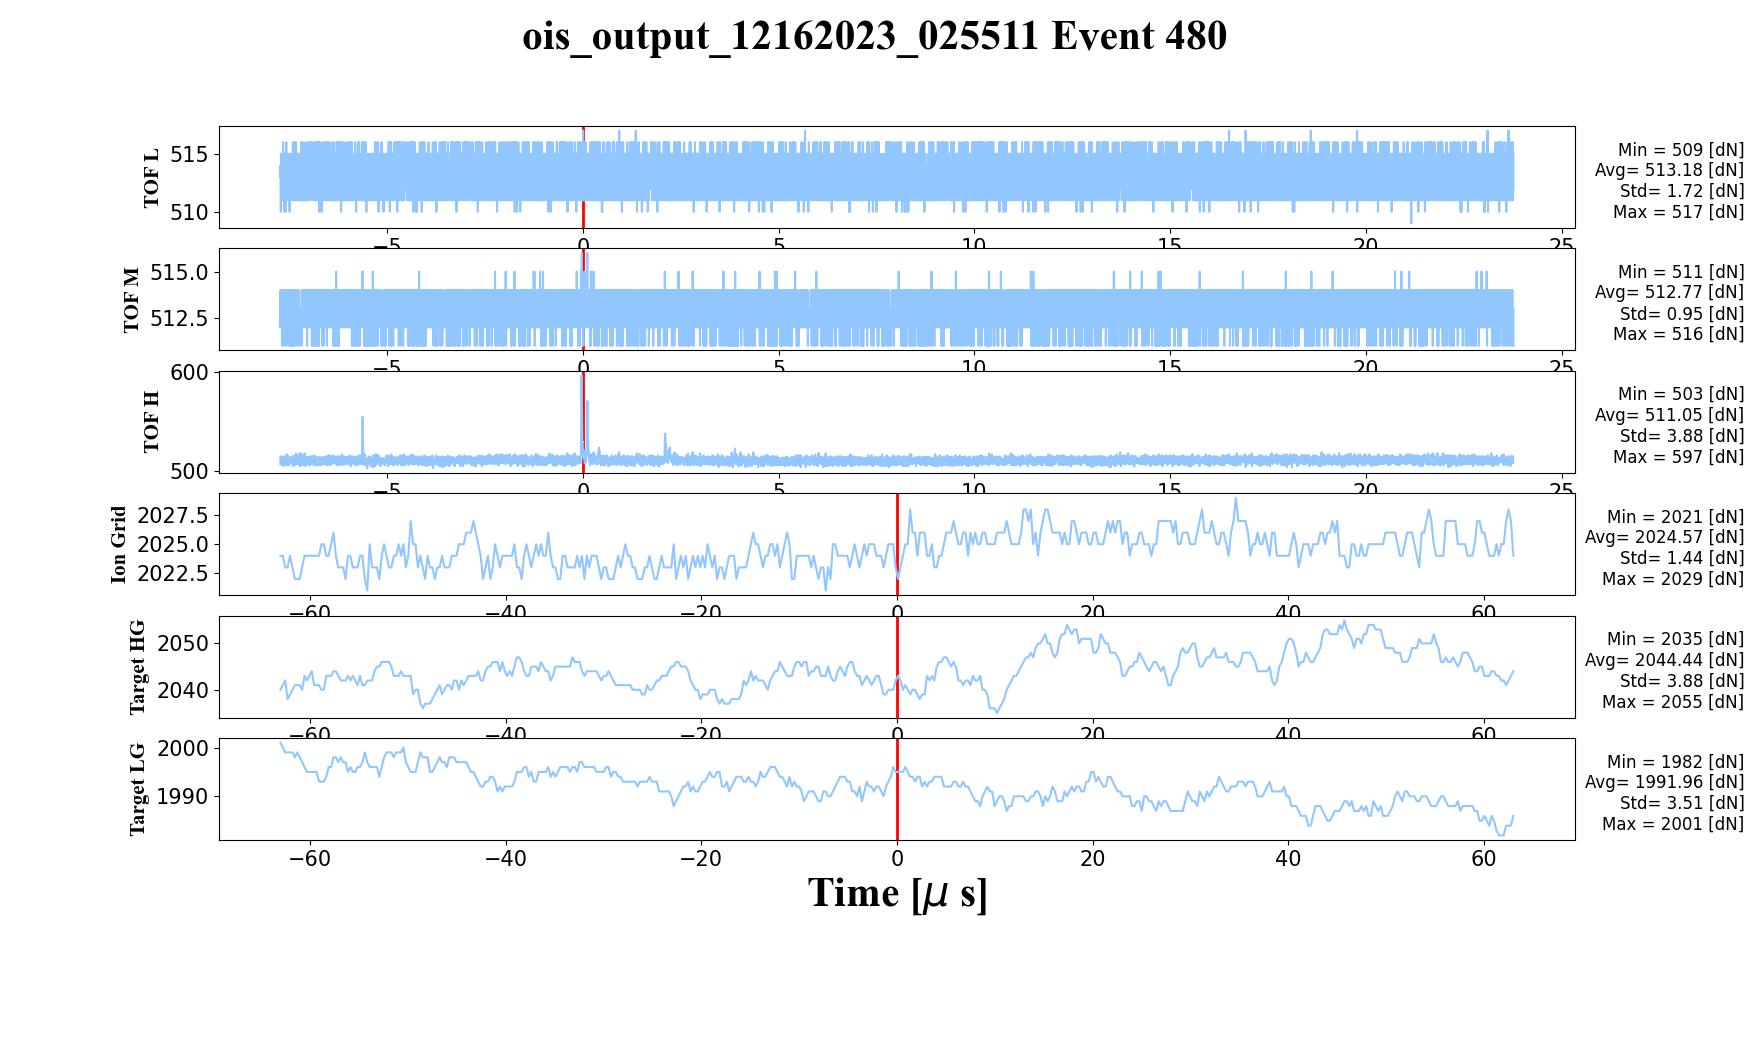 ois_output_12162023_025511 Event 480
TOF L
515
510
−5 0 5 10 15 20 25
Min = 509 [dN]
Avg= 513.18 [dN]
Std= 1.72 [dN]
Max = 517 [dN]
TOF M
515.0
512.5
−5 0 5 10 15 20 25
Min = 511 [dN]
Avg= 512.77 [dN]
Std= 0.95 [dN]
Max = 516 [dN]
TOF H
600
500
−5 0 5 10 15 20 25
Min = 503 [dN]
Avg= 511.05 [dN]
Std= 3.88 [dN]
Max = 597 [dN]
Ion Grid
2027.5
2025.0
2022.5
−60 −40 −20 0 20 40 60
Min = 2021 [dN]
Avg= 2024.57 [dN]
Std= 1.44 [dN]
Max = 2029 [dN]
Target HG
2050
2040
−60 −40 −20 0 20 40 60
Min = 2035 [dN]
Avg= 2044.44 [dN]
Std= 3.88 [dN]
Max = 2055 [dN]
Target LG
2000
1990
−60 −40 −20 0 20 40 60
Min = 1982 [dN]
Avg= 1991.96 [dN]
Std= 3.51 [dN]
Max = 2001 [dN]
Time [μ s]